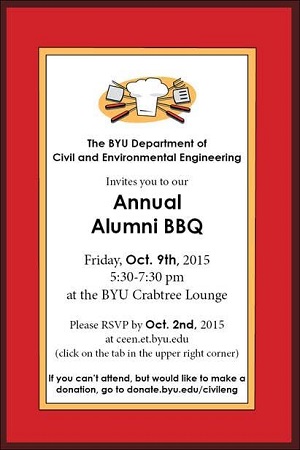 The BYU Department of
Civil and Environmental Engineering
Invites you to our
Annual
Alumni BBQ
Friday, Oct. 9th, 2015
5:30-7:30 pm
at the BYU Crabtree Lounge
Please RSVP by Oct. 2nd, 2015
at ceen.et.byu.edu
(click on the tab in the upper right corner)
If you can't attend, but would like to make a
donation, go to donate.byu.edu/civileng